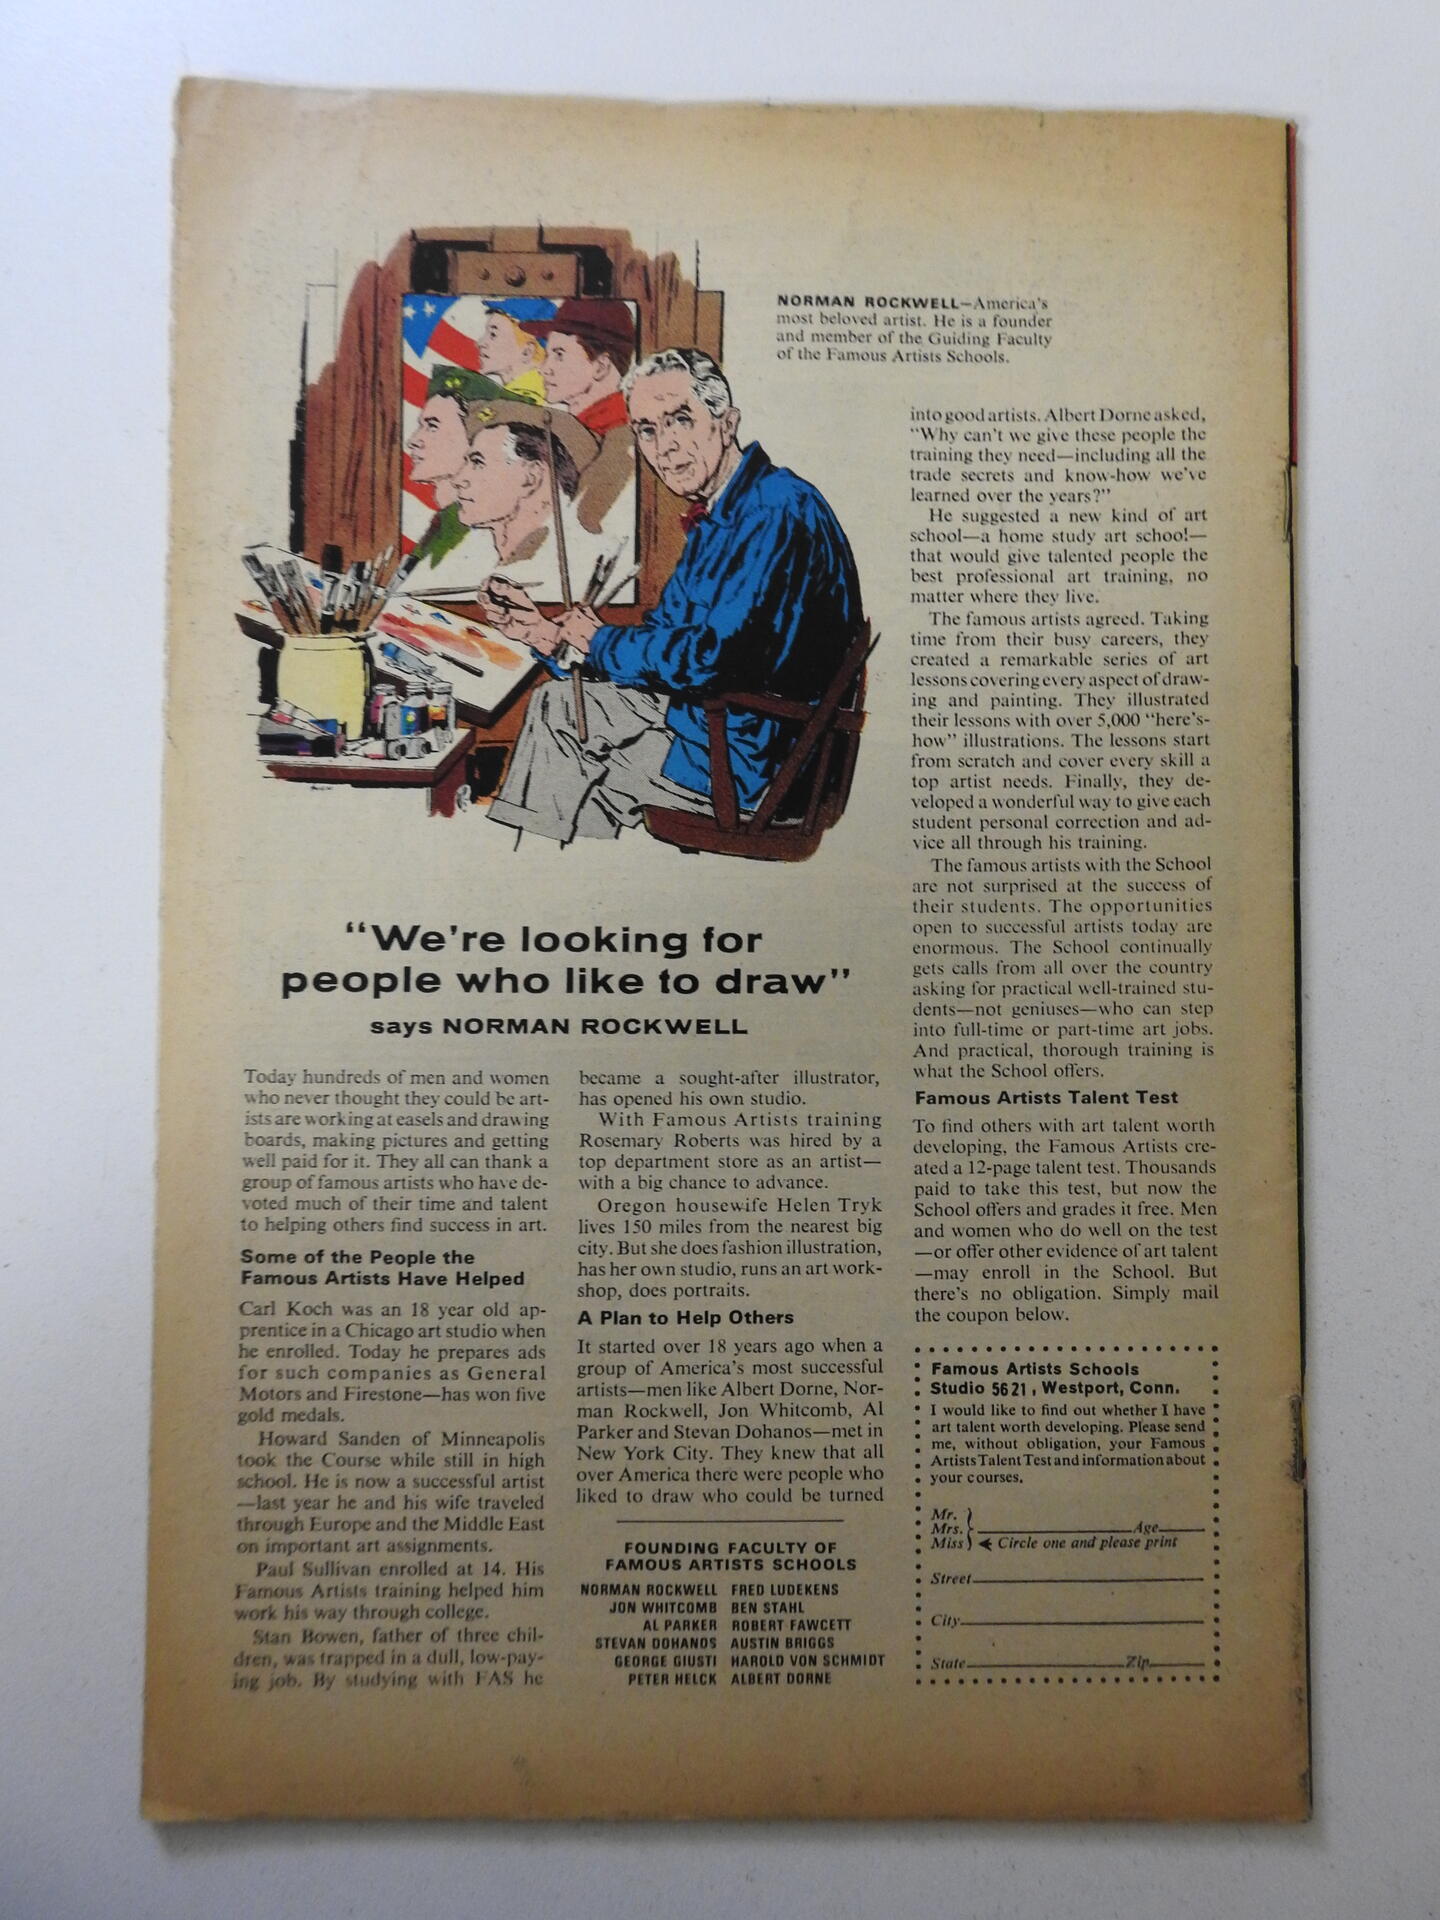 NORMAN ROCKWELL—America's
most beloved artist. He is a founder
and member of the Guiding Faculty
of the Famous Artists Schools.
"We're looking for
people who like to draw"
says NORMAN ROCKWELL
Today hundreds of men and women
who never thought they could be art-
ists are working at easels and drawing
boards, making pictures and getting
well paid for it. They all can thank a
group of famous artists who have de-
voted much of their time and talent
to helping others find success in art.
Some of the People the
Famous Artists Have Helped
Carl Koch was an 18 year old ap-
prentice in a Chicago art studio when
he enrolled. Today he prepares ads
for such companies as General
Motors and Firestone—has won five
gold medals.
Howard Sanden of Minneapolis
took the Course while still in high
school. He is now a successful artist
—last year he and his wife traveled
through Europe and the Middle East
on important art assignments.
Paul Sullivan enrolled at 14. His
Famous Artists training helped him
work his way through college.
Stan Bowen, father of three chil-
dren, was trapped in a dull, low-pay-
ing job. By studying with FAS he
became a sought-after illustrator,
has opened his own studio.
With Famous Artists training
Rosemary Roberts was hired by a
top department store as an artist—
with a big chance to advance.
Oregon housewife Helen Tryk
lives 150 miles from the nearest big
city. But she does fashion illustration,
has her own studio, runs an art work-
shop, does portraits.
A Plan to Help Others
It started over 18 years ago when a
group of America's most successful
artists—men like Albert Dorne, Nor-
man Rockwell, Jon Whitcomb, Al
Parker and Stevan Dohanos—met in
New York City. They knew that all
over America there were people who
liked to draw who could be turned
FOUNDING FACULTY OF
FAMOUS ARTISTS SCHOOLS
NORMAN ROCKWELL FRED LUDEKENS
JON WHITCOMB BEN STAHL
AL PARKER ROBERT FAWCETT
STEVAN DOHANOS AUSTIN BRIGGS
GEORGE GIUSTI HAROLD VON SCHMIDT
PETER HELCK ALBERT DORNE
into good artists. Albert Dorne asked,
"Why can't we give these people the
training they need—including all the
trade secrets and know-how we've
learned over the years?"
He suggested a new kind of art
school—a home study art school—
that would give talented people the
best professional art training, no
matter where they live.
The famous artists agreed. Taking
time from their busy careers, they
created a remarkable series of art
lessons covering every aspect of draw-
ing and painting. They illustrated
their lessons with over 5,000 "here's-
how" illustrations. The lessons start
from scratch and cover every skill a
top artist needs. Finally, they de-
veloped a wonderful way to give each
student personal correction and ad-
vice all through his training.
The famous artists with the School
are not surprised at the success of
their students. The opportunities
open to successful artists today are
enormous. The School continually
gets calls from all over the country
asking for practical well-trained stu-
dents—not geniuses—who can step
into full-time or part-time art jobs.
And practical, thorough training is
what the School offers.
Famous Artists Talent Test
To find others with art talent worth
developing, the Famous Artists cre-
ated a 12-page talent test. Thousands
paid to take this test, but now the
School offers and grades it free. Men
and women who do well on the test
—or offer other evidence of art talent
—may enroll in the School. But
there's no obligation. Simply mail
the coupon below.
Famous Artists Schools
Studio 5621, Westport, Conn.
I would like to find out whether I have
art talent worth developing. Please send
me, without obligation, your Famous
Artists Talent Test and information about
your courses.
Mr.
Mrs. Age
Miss Circle one and please print
Street
City
State Zip